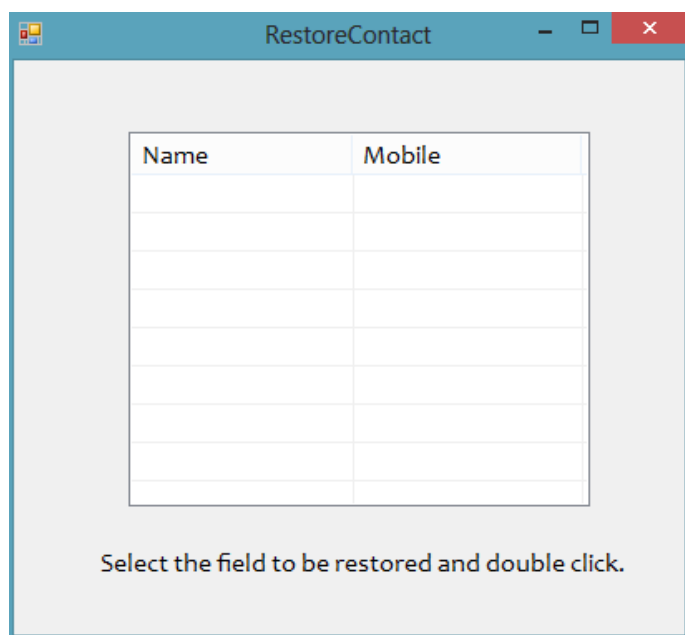 RestoreContact
Name Mobile
Select the field to be restored and double click.